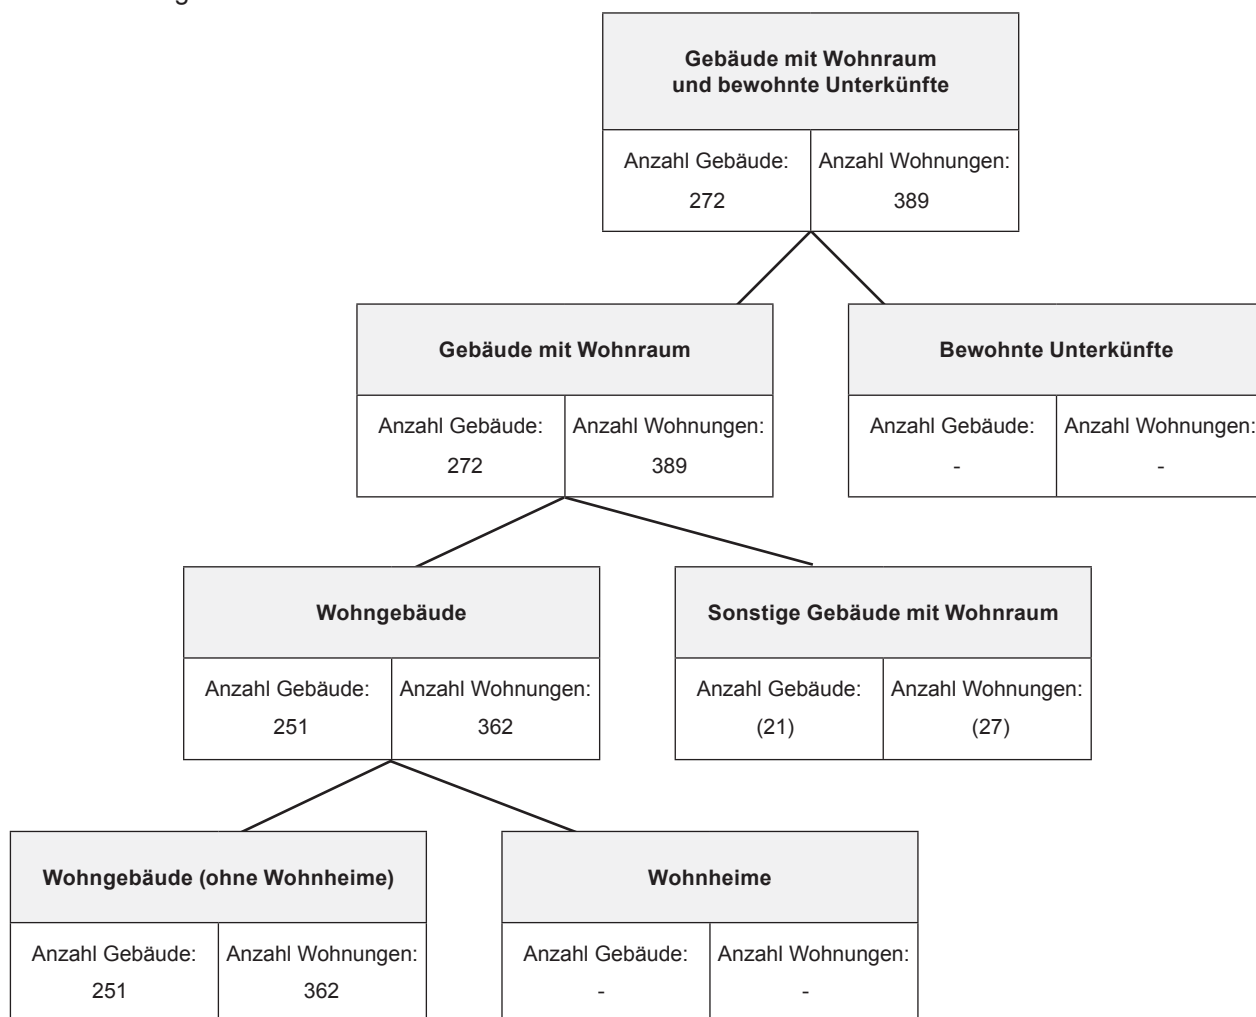 Gebäude mit Wohnraum
und bewohnte Unterkünfte
Anzahl Gebäude: Anzahl Wohnungen:
272 389
Gebäude mit Wohnraum Bewohnte Unterkünfte
Anzahl Gebäude: Anzahl Wohnungen: Anzahl Gebäude: Anzahl Wohnungen:
272 389 - -
Wohngebäude Sonstige Gebäude mit Wohnraum
Anzahl Gebäude: Anzahl Wohnungen: Anzahl Gebäude: Anzahl Wohnungen:
251 362 (21) (27)
Wohngebäude (ohne Wohnheime) Wohnheime
Anzahl Gebäude: Anzahl Wohnungen: Anzahl Gebäude: Anzahl Wohnungen:
251 362 - -